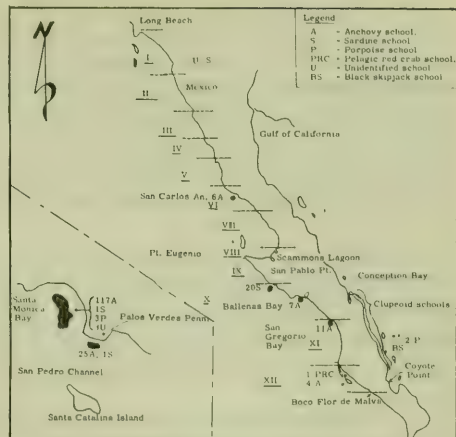 Long Beach
Legend
A - Anchovy school.
S - Sardine school
P - Porpoise school
PRC - Pelagic red crab school
U - Unidentified school
BS - Black skipjack school
N
I
U. S
Mexico
II
Gulf of California
III
IV
V
San Carlos An. 6A
VI
VII
Pt. Eugenio
VIII
Scammons Lagoon
San Pablo Pt.
IX
Conception Bay
20S
X
Ballenas Bay
7A
Clupeoid schools
Santa Monica Bay
117A
1S
3P
4U
Palos Verdes Penn.
11A
San Gregorio Bay
XI
2 P
BS
25A, 1S
Coyote Point
San Pedro Channel
1 PRC
4 A
XII
Boco Flor de Malva
Santa Catalina Island